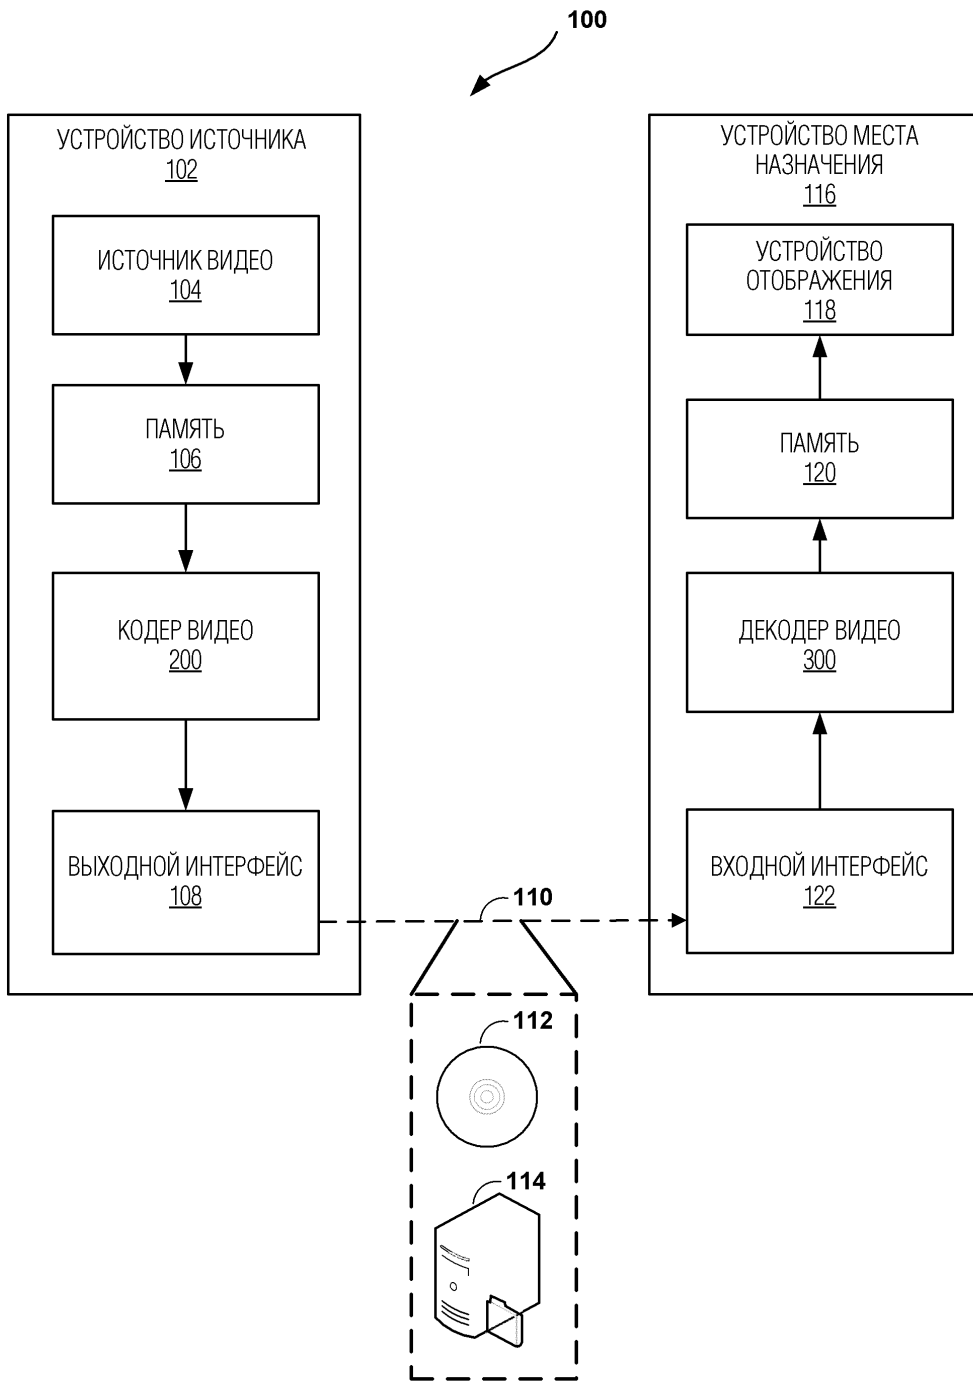 100
УСТРОЙСТВО ИСТОЧНИКА
102
ИСТОЧНИК ВИДЕО
104
ПАМЯТЬ
106
КОДЕР ВИДЕО
200
ВЫХОДНОЙ ИНТЕРФЕЙС
108
УСТРОЙСТВО МЕСТА
НАЗНАЧЕНИЯ
116
УСТРОЙСТВО
ОТОБРАЖЕНИЯ
118
ПАМЯТЬ
120
ДЕКОДЕР ВИДЕО
300
ВХОДНОЙ ИНТЕРФЕЙС
122
110
112
114